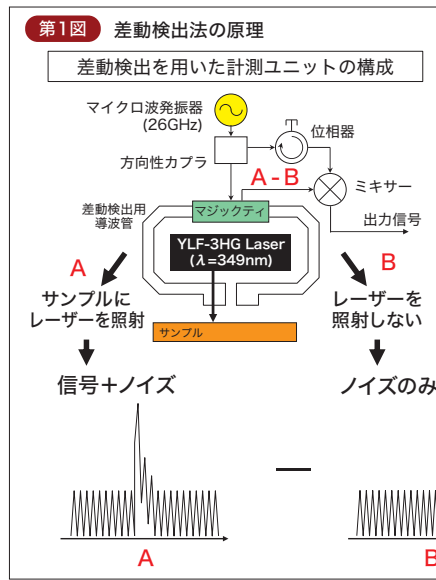 第1図 差動検出法の原理
差動検出を用いた計測ユニットの構成
マイクロ波発振器
(26GHz)
位相器
方向性カプラ
A-B
ミキサー
差動検出用
導波管
マジックティ
出力信号
YLF-3HG Laser
(λ=349nm)
A
B
サンプルに
レーザーを照射
レーザーを
照射しない
サンプル
信号+ノイズ
ノイズのみ
A
B